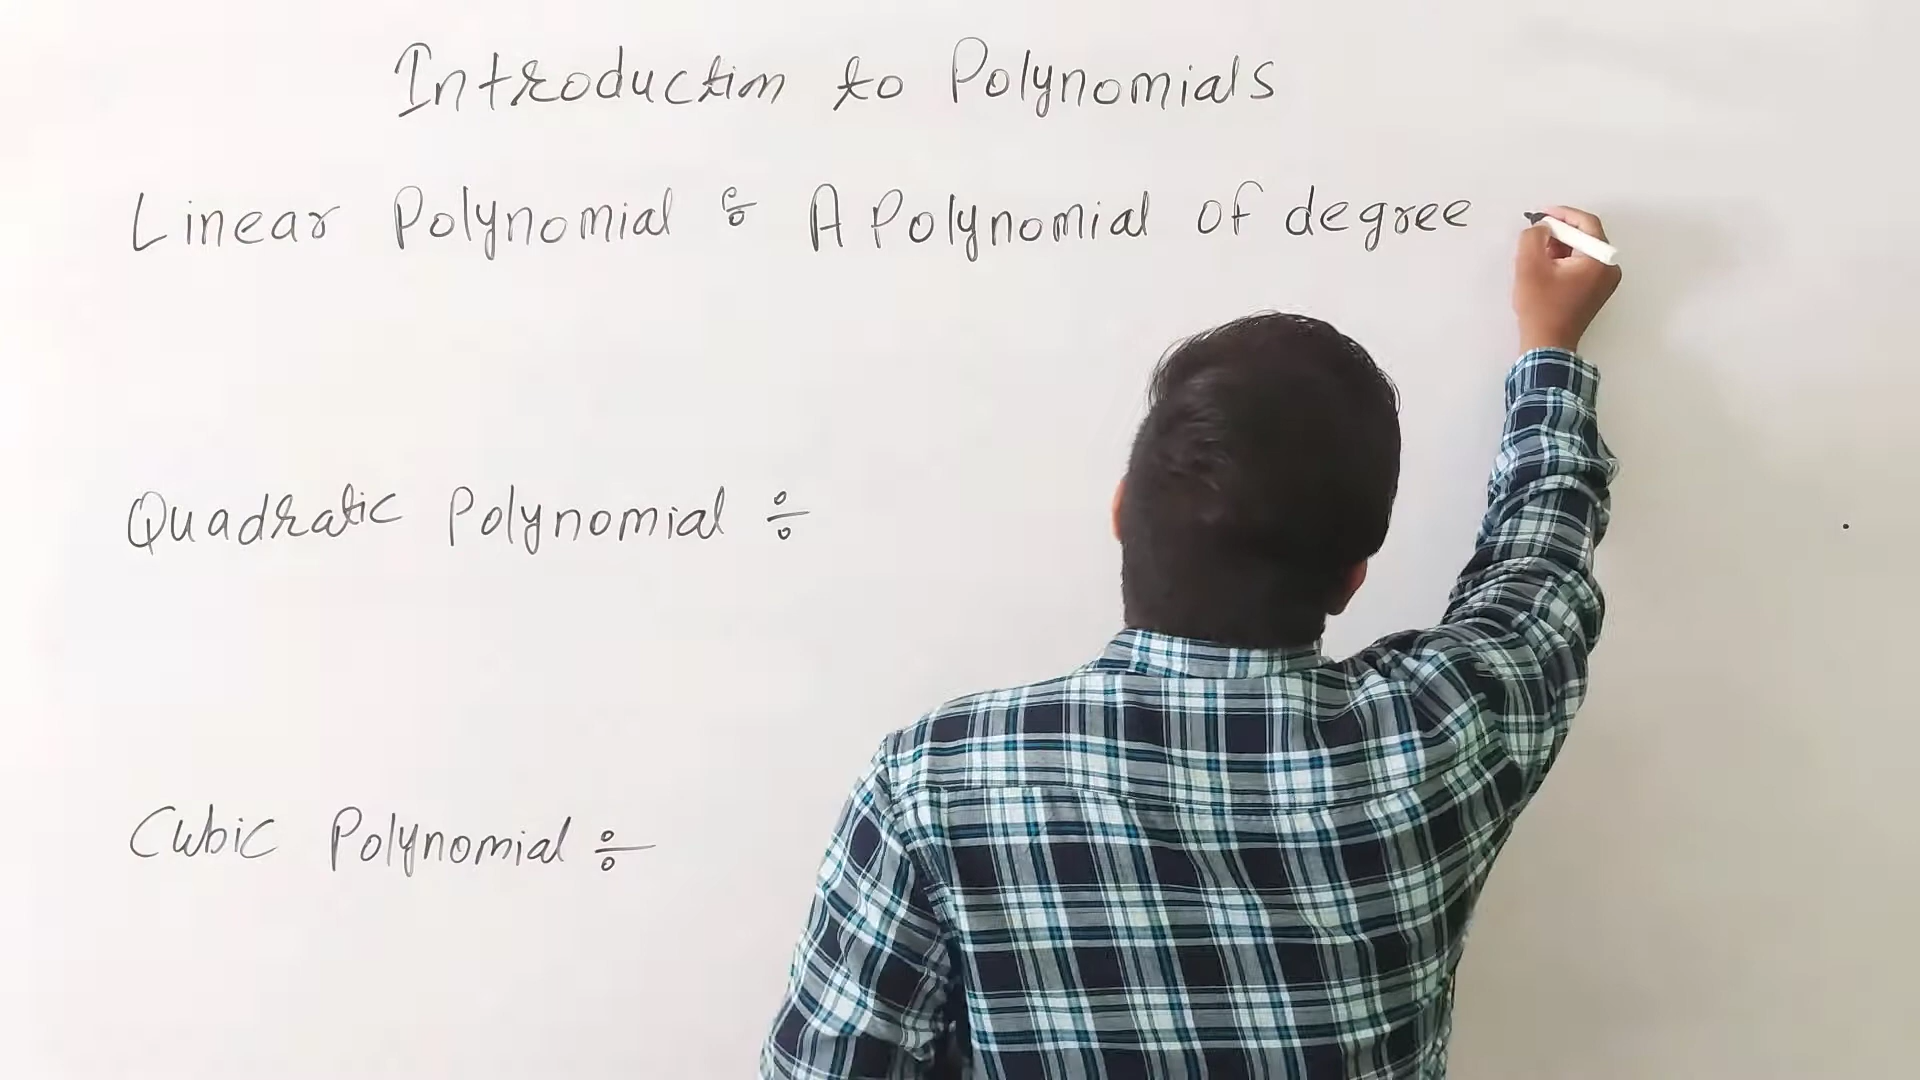 Introduction to Polynomials
Linear Polynomial ÷ A Polynomial of degree
Quadratic Polynomial ÷
Cubic Polynomial ÷